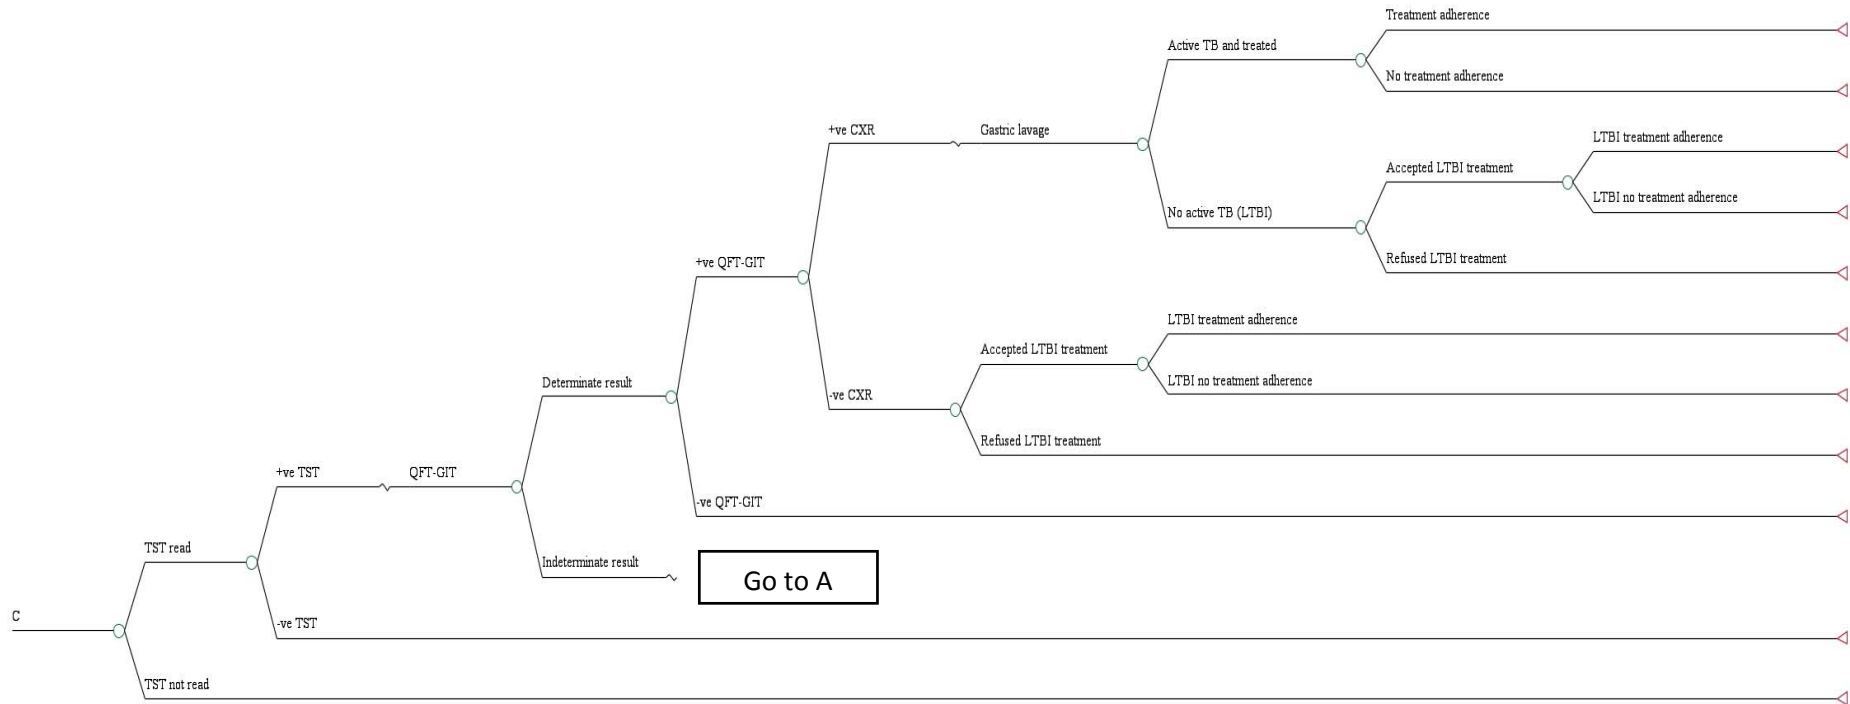 Treatment adherence
Active TB and treated
No treatment adherence
+ve CXR
Gastric lavage
LTBI treatment adherence
Accepted LTBI treatment
LTBI no treatment adherence
No active TB (LTBI)
Refused LTBI treatment
+ve QFT-GIT
LTBI treatment adherence
Accepted LTBI treatment
LTBI no treatment adherence
Determinate result
-ve CXR
Refused LTBI treatment
+ve TST
QFT-GIT
-ve QFT-GIT
TST read
Indeterminate result
Go to A
C
-ve TST
TST not read